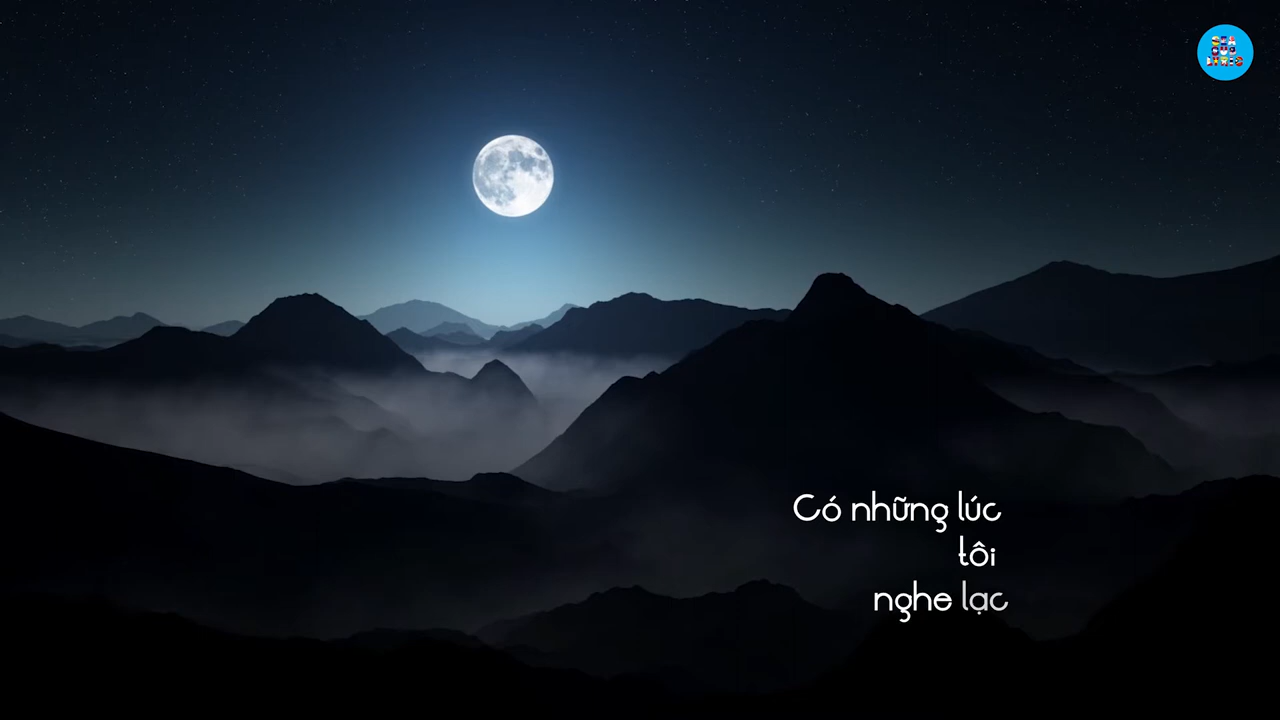 Có những lúc
tôi
nghe lạc